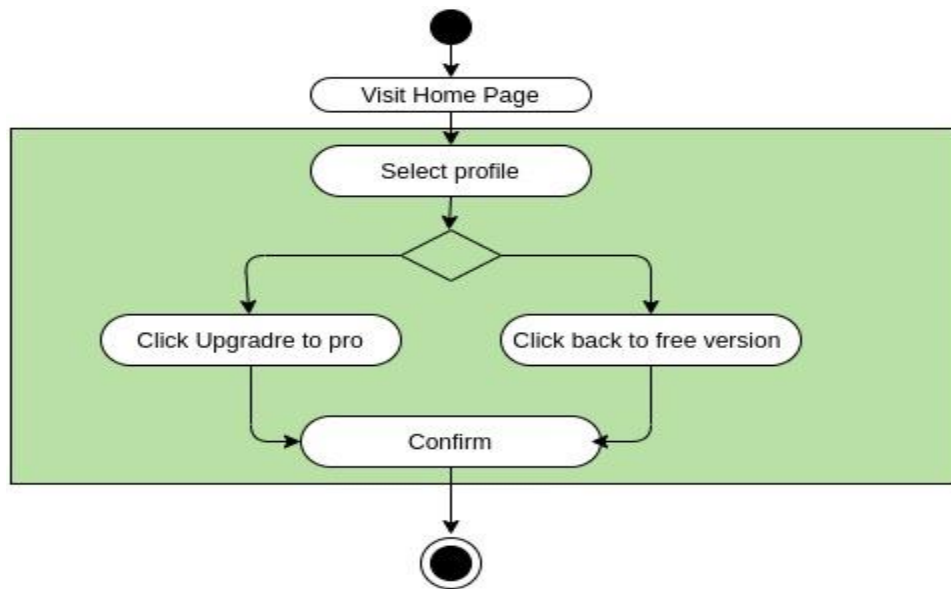 Visit Home Page
Select profile
Click Upgradre to pro
Click back to free version
Confirm